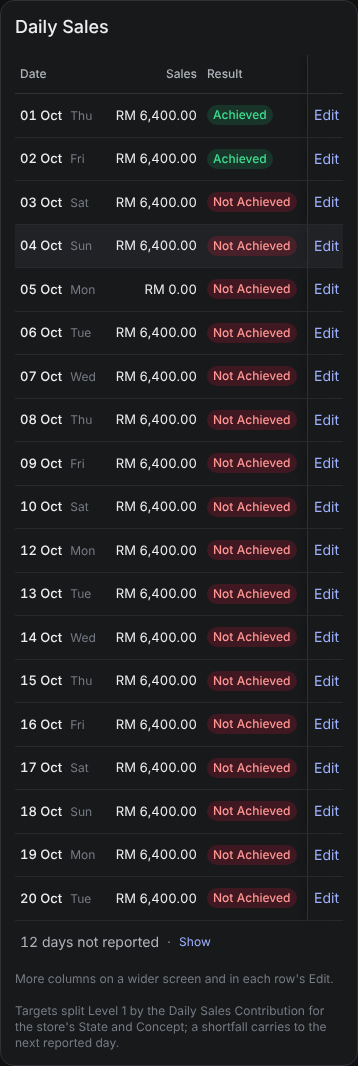 Daily Sales
Date Sales Result
01 Oct Thu RM 6,400.00 Achieved Edit
02 Oct Fri RM 6,400.00 Achieved Edit
03 Oct Sat RM 6,400.00 Not Achieved Edit
04 Oct Sun RM 6,400.00 Not Achieved Edit
05 Oct Mon RM 0.00 Not Achieved Edit
06 Oct Tue RM 6,400.00 Not Achieved Edit
07 Oct Wed RM 6,400.00 Not Achieved Edit
08 Oct Thu RM 6,400.00 Not Achieved Edit
09 Oct Fri RM 6,400.00 Not Achieved Edit
10 Oct Sat RM 6,400.00 Not Achieved Edit
12 Oct Mon RM 6,400.00 Not Achieved Edit
13 Oct Tue RM 6,400.00 Not Achieved Edit
14 Oct Wed RM 6,400.00 Not Achieved Edit
15 Oct Thu RM 6,400.00 Not Achieved Edit
16 Oct Fri RM 6,400.00 Not Achieved Edit
17 Oct Sat RM 6,400.00 Not Achieved Edit
18 Oct Sun RM 6,400.00 Not Achieved Edit
19 Oct Mon RM 6,400.00 Not Achieved Edit
20 Oct Tue RM 6,400.00 Not Achieved Edit
12 days not reported · Show
More columns on a wider screen and in each row's Edit.
Targets split Level 1 by the Daily Sales Contribution for
the store's State and Concept; a shortfall carries to the
next reported day.